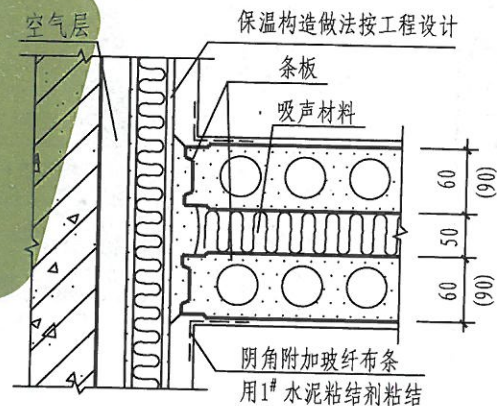 空气层
保温构造做法按工程设计
条板
吸声材料
60
(90)
50
60
(90)
阴角附加玻纤布条
用1# 水泥粘结剂粘结